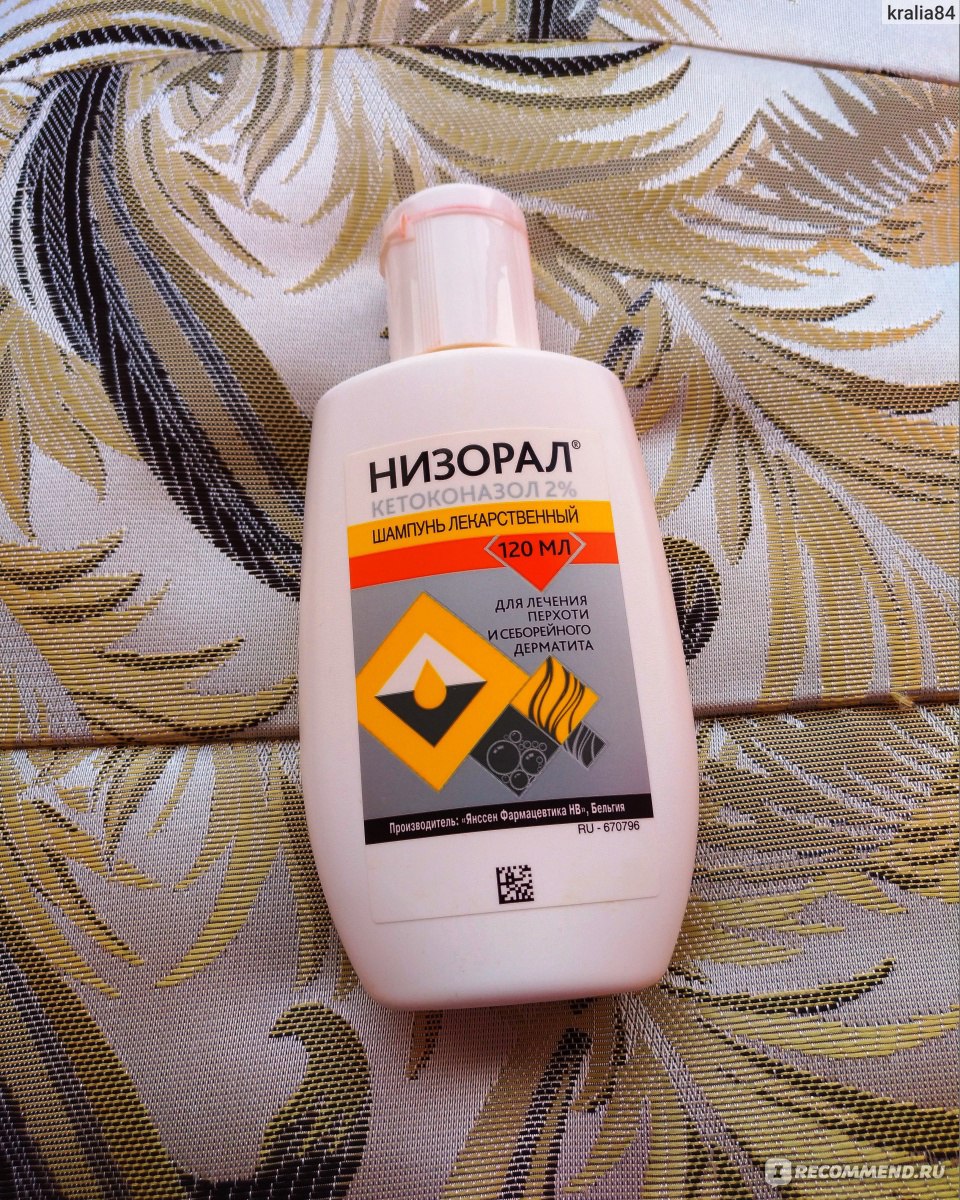 kralia84
НИЗОРАЛ®
КЕТОКОНАЗОЛ 2%
ШАМПУНЬ ЛЕКАРСТВЕННЫЙ
120 МЛ
ДЛЯ ЛЕЧЕНИЯ
ПЕРХОТИ
И СЕБОРЕЙНОГО
ДЕРМАТИТА
Производитель: «Янссен Фармацевтика НВ», Бельгия
RU - 670796
RECOMMEND.RU